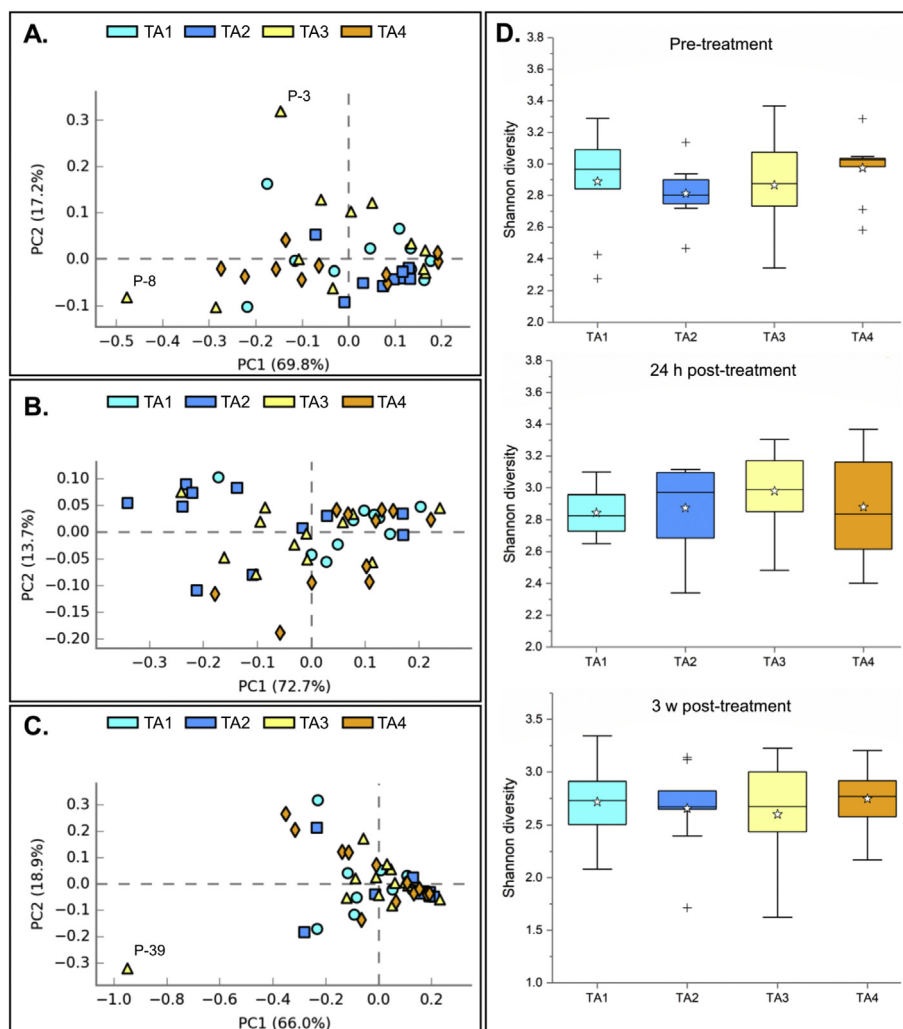 A.
TA1 TA2 TA3 TA4
P-3
P-8
PC2 (17.2%)
0.3
0.2
0.1
0.0
−0.1
−0.5 −0.4 −0.3 −0.2 −0.1 0.0 0.1 0.2
PC1 (69.8%)
B.
TA1 TA2 TA3 TA4
PC2 (13.7%)
0.10
0.05
0.00
−0.05
−0.10
−0.15
−0.20
−0.3 −0.2 −0.1 0.0 0.1 0.2
PC1 (72.7%)
C.
TA1 TA2 TA3 TA4
PC2 (18.9%)
0.3
0.2
0.1
0.0
−0.1
−0.2
−0.3
P-39
−1.0 −0.8 −0.6 −0.4 −0.2 0.0 0.2
PC1 (66.0%)
D.
Pre-treatment
Shannon diversity
3.8
3.6
3.4
3.2
3.0
2.8
2.6
2.4
2.2
2.0
TA1 TA2 TA3 TA4
24 h post-treatment
Shannon diversity
3.8
3.6
3.4
3.2
3.0
2.8
2.6
2.4
2.2
2.0
TA1 TA2 TA3 TA4
3 w post-treatment
Shannon diversity
3.5
3.0
2.5
2.0
1.5
1.0
TA1 TA2 TA3 TA4